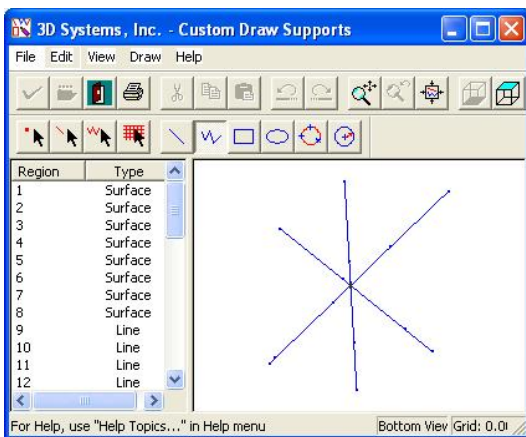 3D Systems, Inc. - Custom Draw Supports
File Edit View Draw Help
Region Type
1 Surface
2 Surface
3 Surface
4 Surface
5 Surface
6 Surface
7 Surface
8 Surface
9 Line
10 Line
11 Line
12 Line
For Help, use "Help Topics..." in Help menu Bottom View Grid: 0.0